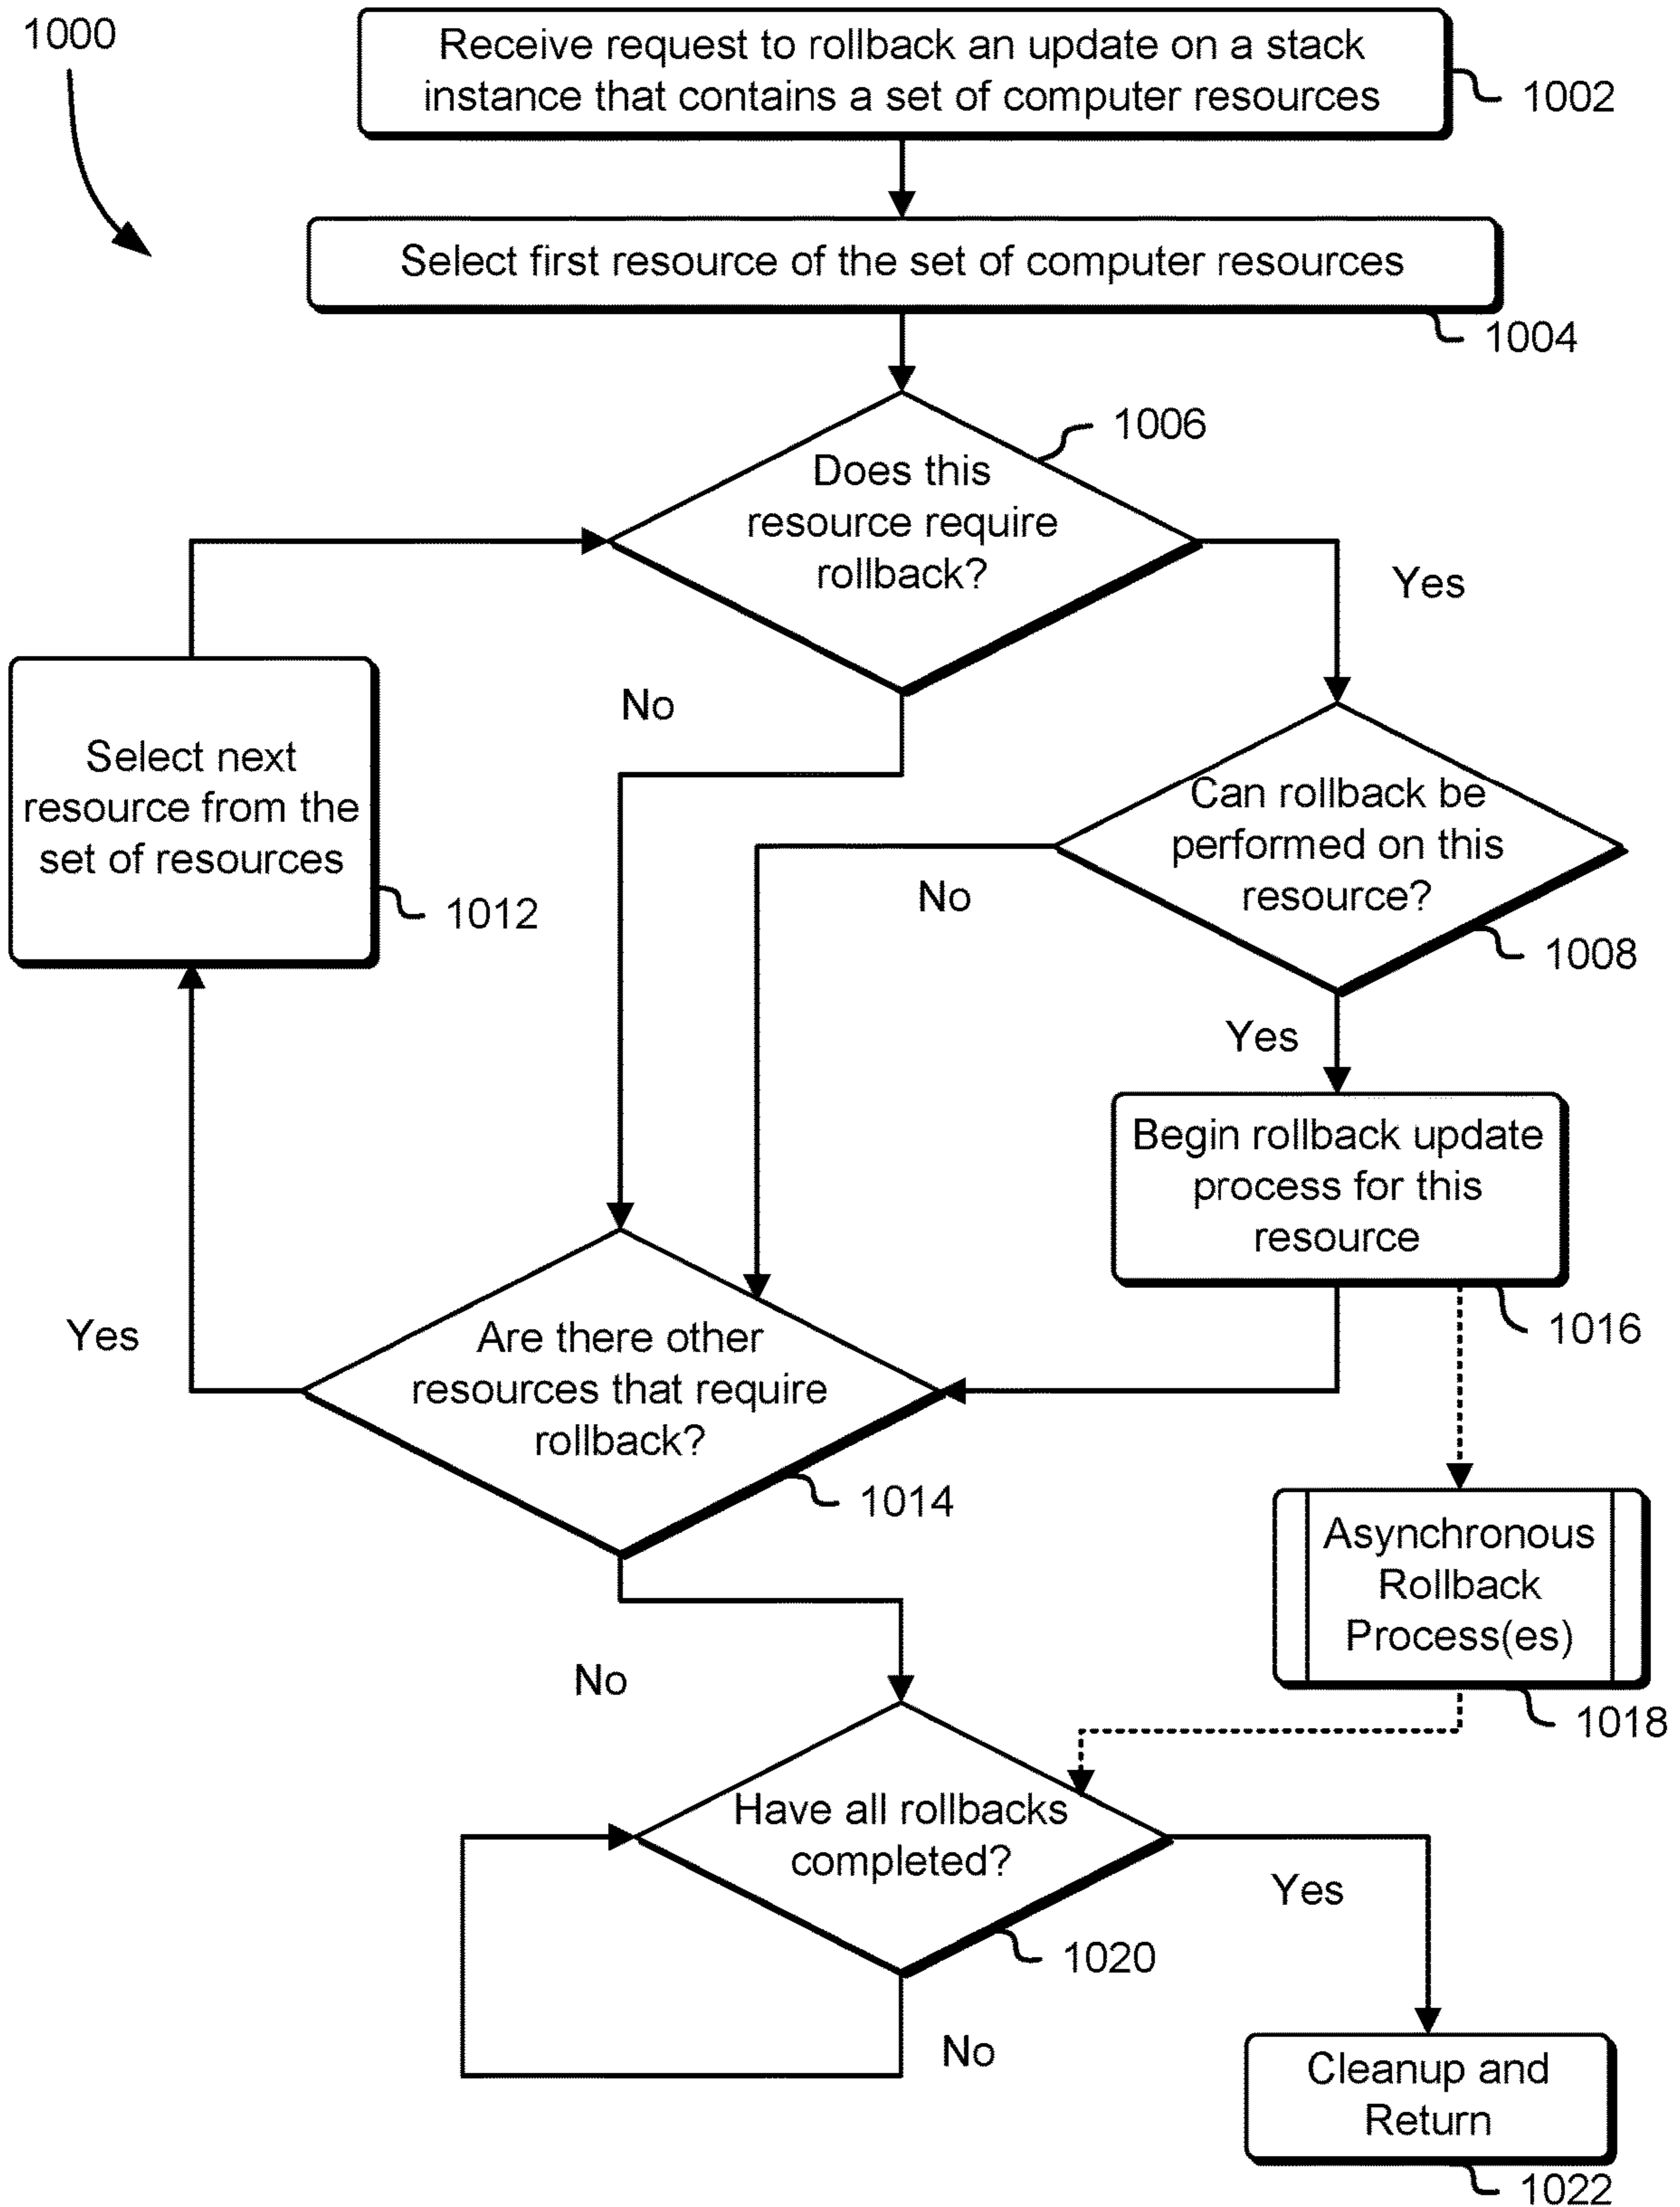 1000
Receive request to rollback an update on a stack
instance that contains a set of computer resources
1002
Select first resource of the set of computer resources
1004
1006
Does this
resource require
rollback?
Yes
No
Select next
resource from the
set of resources
1012
Can rollback be
performed on this
resource?
No
1008
Yes
Begin rollback update
process for this
resource
1016
Yes
Are there other
resources that require
rollback?
1014
Asynchronous
Rollback
Process(es)
1018
No
Have all rollbacks
completed?
Yes
1020
No
Cleanup and
Return
1022